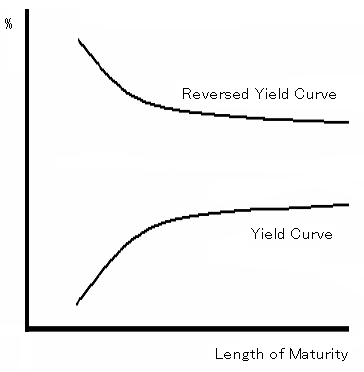 %
Reversed Yield Curve
Yield Curve
Length of Maturity